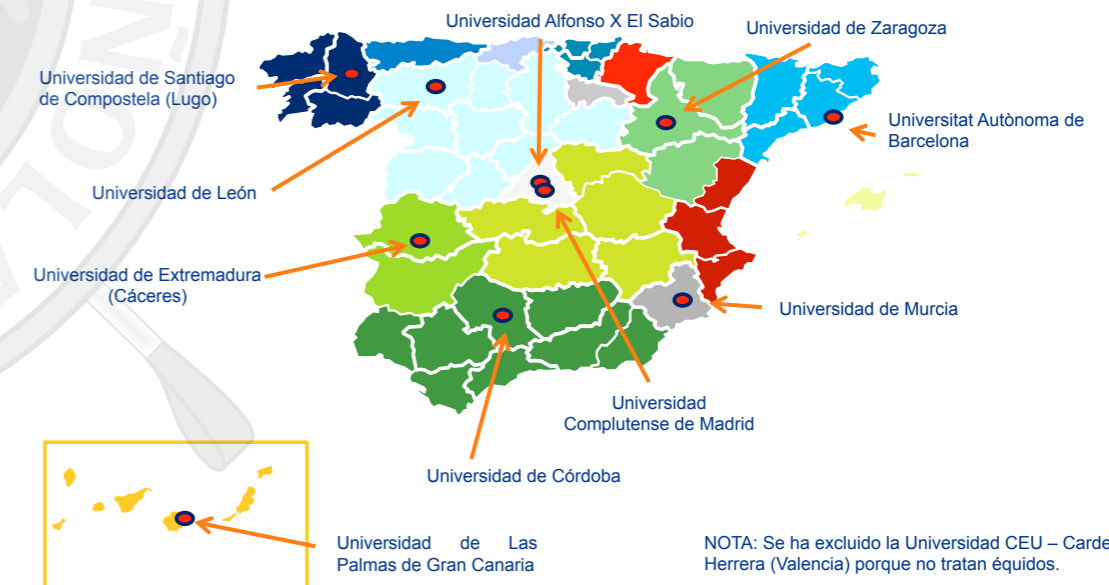 Universidad Alfonso X El Sabio
Universidad de Zaragoza
Universidad de Santiago
de Compostela (Lugo)
Universitat Autònoma de
Barcelona
Universidad de León
Universidad de Extremadura
(Cáceres)
Universidad de Murcia
Universidad
Complutense de Madrid
Universidad de Córdoba
Universidad de Las
Palmas de Gran Canaria
NOTA: Se ha excluido la Universidad CEU – Carde
Herrera (Valencia) porque no tratan équidos.